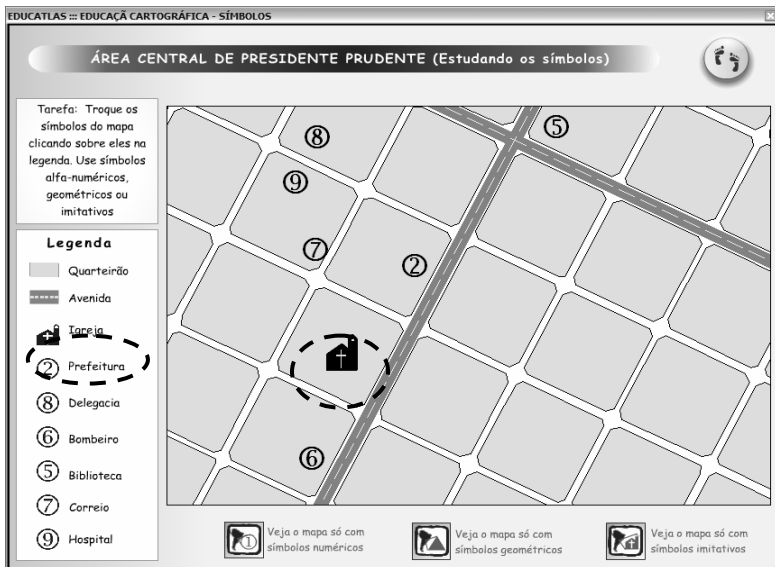 EDUCATLAS ::: EDUCAÇÃ CARTOGRÁFICA - SÍMBOLOS
ÁREA CENTRAL DE PRESIDENTE PRUDENTE (Estudando os símbolos)
Tarefa: Troque os
símbolos do mapa
clicando sobre eles na
legenda. Use símbolos
alfa-numéricos,
geométricos ou
imitativos
Legenda
Quarteirão
Avenida
Igreja
2 Prefeitura
8 Delegacia
6 Bombeiro
5 Biblioteca
7 Correio
9 Hospital
5
8
9
7
2
6
1 Veja o mapa só com
símbolos numéricos
Veja o mapa só com
símbolos geométricos
Veja o mapa só com
símbolos imitativos